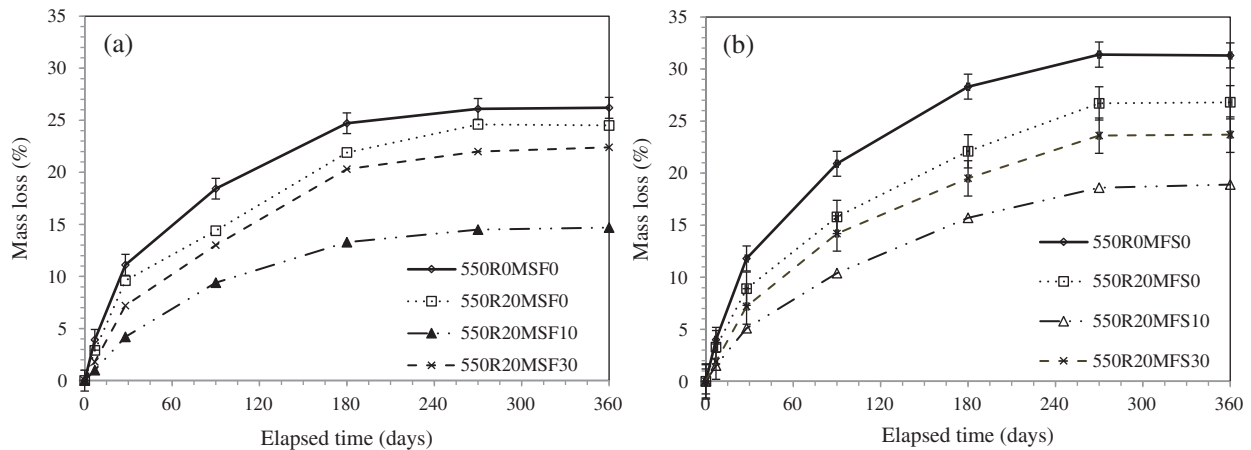 (a)
Mass loss (%)
35
30
25
20
15
10
5
0
550R0MSF0
550R20MSF0
550R20MSF10
550R20MSF30
0 60 120 180 240 300 360
Elapsed time (days)
(b)
Mass loss (%)
35
30
25
20
15
10
5
0
550R0MFS0
550R20MFS0
550R20MFS10
550R20MFS30
0 60 120 180 240 300 360
Elapsed time (days)